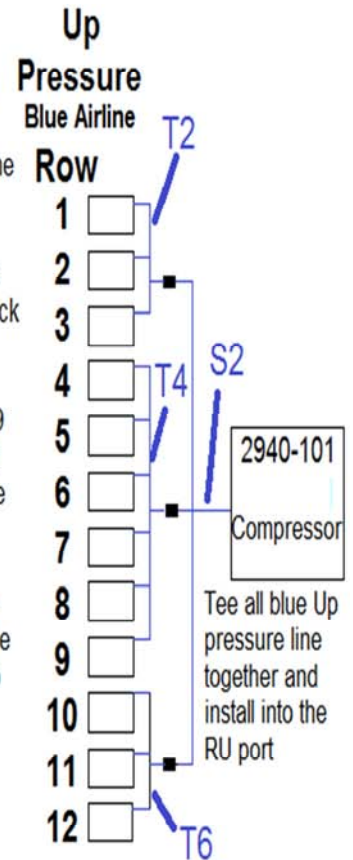 Up
Pressure
Blue Airline
Row
T2
1
2
3
4
T4
S2
5
6
7
8
9
10
11
12
T6
2940-101
Compressor
Tee all blue Up
pressure line
together and
install into the
RU port